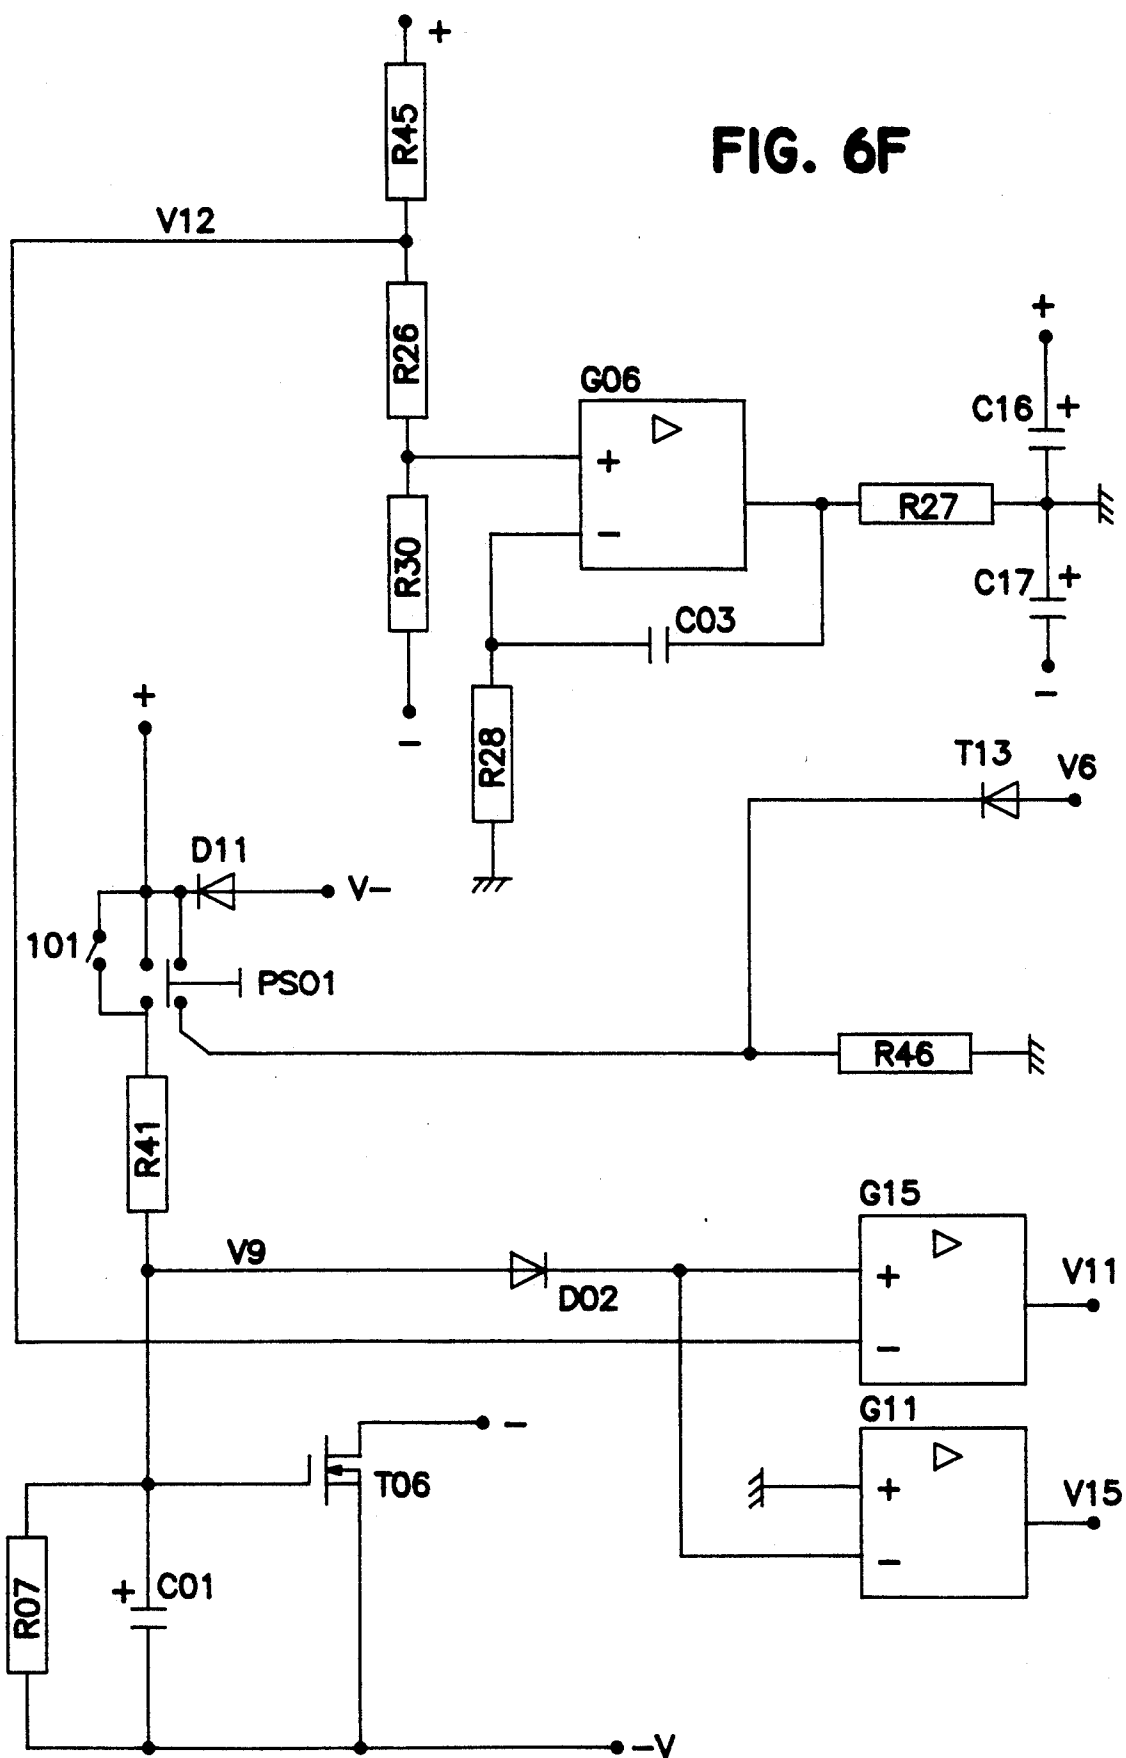 +
R45
FIG. 6F
V12
R26
+
G06
C16 +
+
R27
−
R30
C17 +
C03
−
+
−
R28
T13
V6
D11
V−
101
PS01
R46
R41
G15
V9
+
V11
D02
−
G11
−
T06
+
V15
−
+ C01
R07
−V